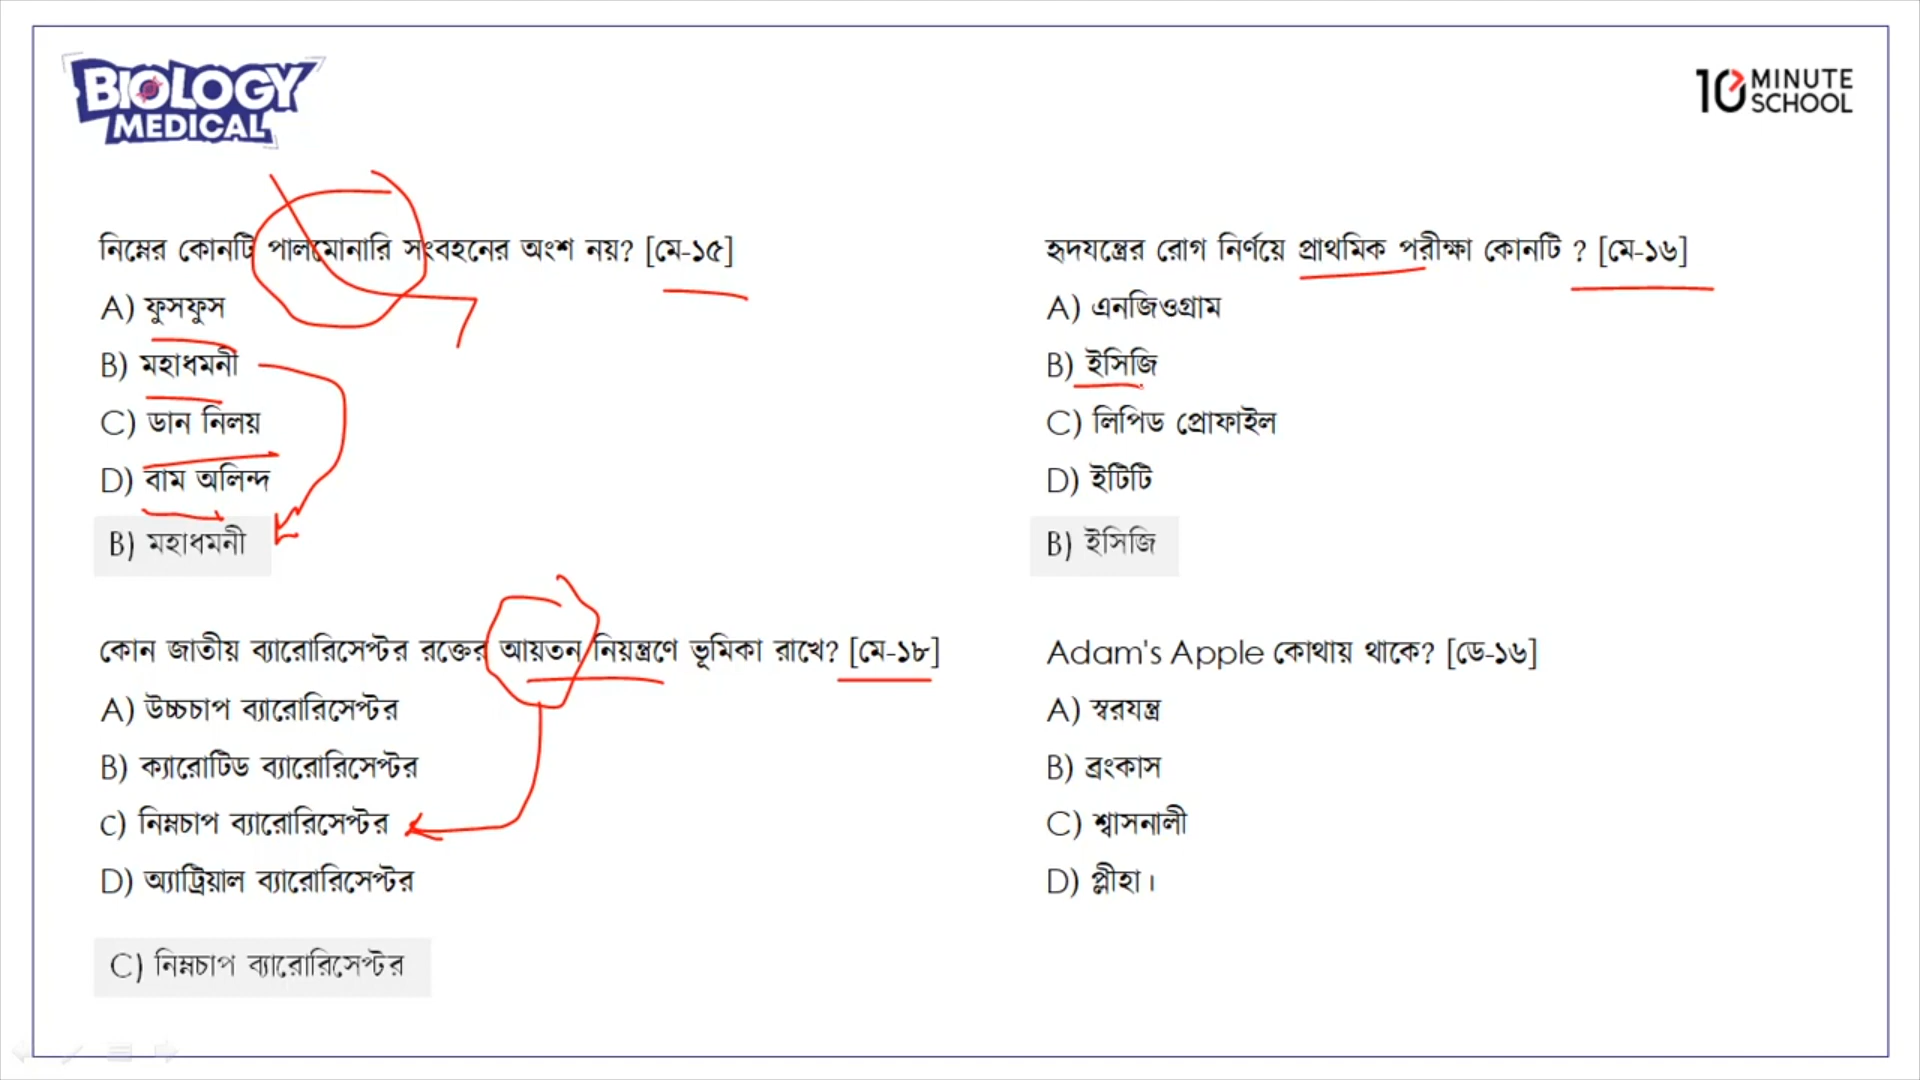 BIOLOGY
MEDICAL
10 MINUTE
SCHOOL
নিম্নের কোনটি পালমোনারি সংবহনের অংশ নয়? [মে-১৫]
A) ফুসফুস
B) মহাধমনী
C) ডান নিলয়
D) বাম অলিন্দ
B) মহাধমনী
কোন জাতীয় ব্যারোরিসেপ্টর রক্তের আয়তন নিয়ন্ত্রণে ভূমিকা রাখে? [মে-১৮]
A) উচ্চচাপ ব্যারোরিসেপ্টর
B) ক্যারোটিড ব্যারোরিসেপ্টর
C) নিম্নচাপ ব্যারোরিসেপ্টর
D) অ্যাট্রিয়াল ব্যারোরিসেপ্টর
C) নিম্নচাপ ব্যারোরিসেপ্টর
হৃদযন্ত্রের রোগ নির্ণয়ে প্রাথমিক পরীক্ষা কোনটি ? [মে-১৬]
A) এনজিওগ্রাম
B) ইসিজি
C) লিপিড প্রোফাইল
D) ইটিটি
B) ইসিজি
Adam's Apple কোথায় থাকে? [ডে-১৬]
A) স্বরযন্ত্র
B) ব্রংকাস
C) শ্বাসনালী
D) প্লীহা।